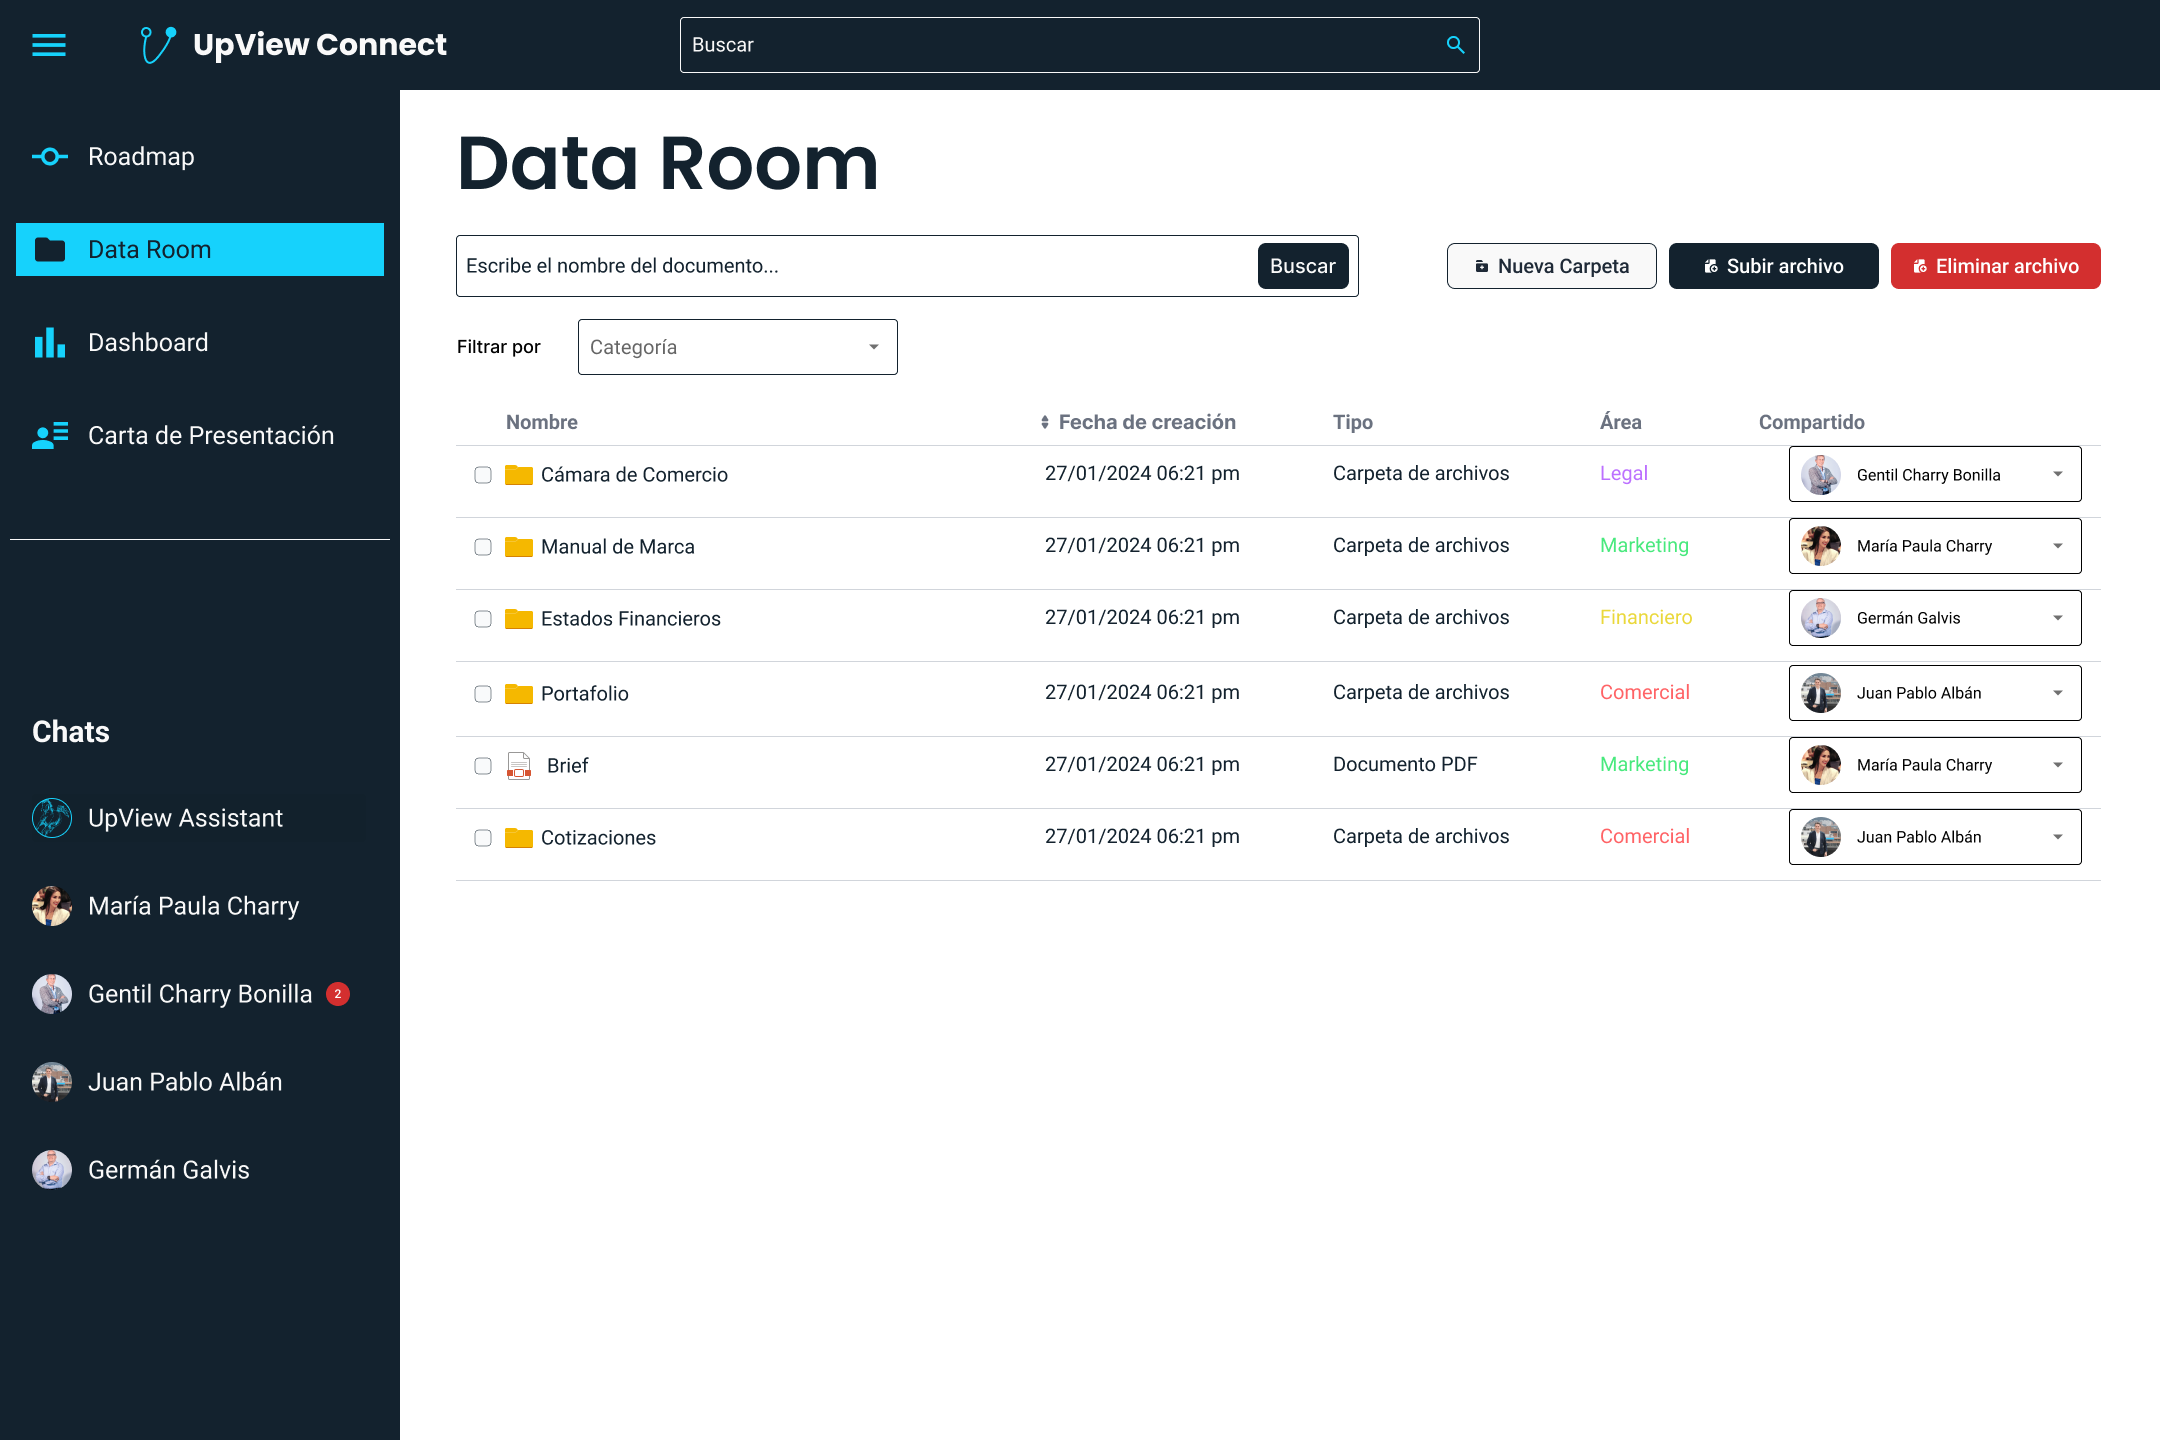 UpView Connect
Buscar
Roadmap
Data Room
Dashboard
Carta de Presentación
Chats
UpView Assistant
María Paula Charry
Gentil Charry Bonilla 2
Juan Pablo Albán
Germán Galvis
Data Room
Escribe el nombre del documento... Buscar
Nueva Carpeta Subir archivo Eliminar archivo
Filtrar por Categoría
Nombre Fecha de creación Tipo Área Compartido
Cámara de Comercio 27/01/2024 06:21 pm Carpeta de archivos Legal Gentil Charry Bonilla
Manual de Marca 27/01/2024 06:21 pm Carpeta de archivos Marketing María Paula Charry
Estados Financieros 27/01/2024 06:21 pm Carpeta de archivos Financiero Germán Galvis
Portafolio 27/01/2024 06:21 pm Carpeta de archivos Comercial Juan Pablo Albán
Brief 27/01/2024 06:21 pm Documento PDF Marketing María Paula Charry
Cotizaciones 27/01/2024 06:21 pm Carpeta de archivos Comercial Juan Pablo Albán